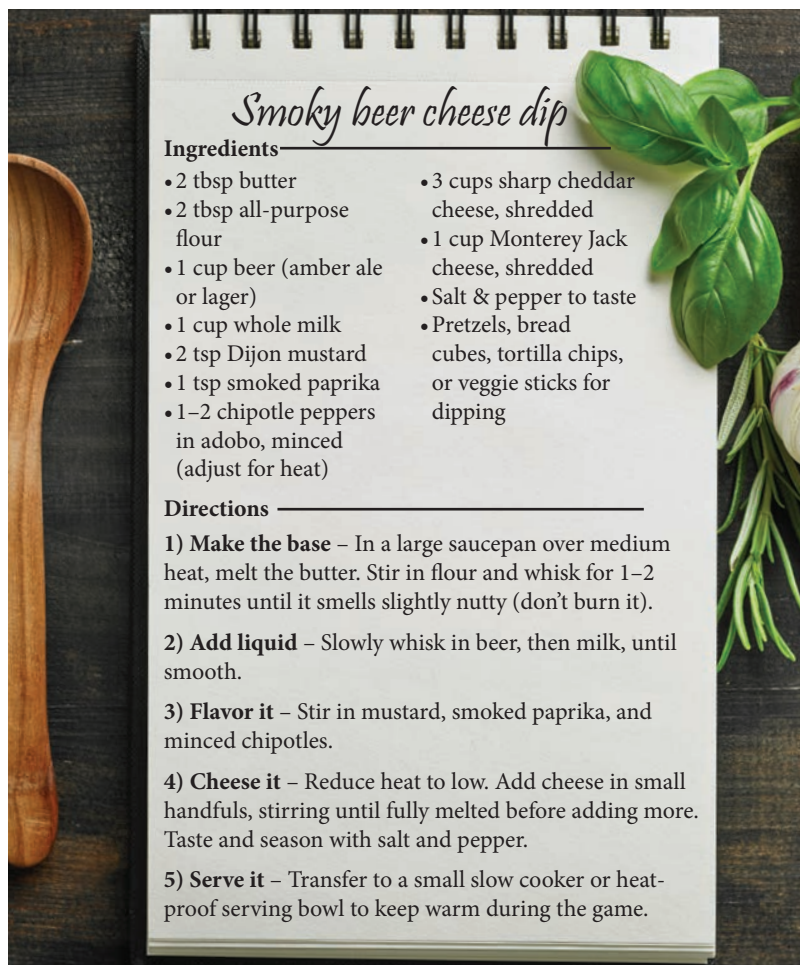 Smoky beer cheese dip
Ingredients
• 2 tbsp butter
• 2 tbsp all-purpose
flour
• 1 cup beer (amber ale
or lager)
• 1 cup whole milk
• 2 tsp Dijon mustard
• 1 tsp smoked paprika
• 1–2 chipotle peppers
in adobo, minced
(adjust for heat)
• 3 cups sharp cheddar
cheese, shredded
• 1 cup Monterey Jack
cheese, shredded
• Salt & pepper to taste
• Pretzels, bread
cubes, tortilla chips,
or veggie sticks for
dipping
Directions
1) Make the base – In a large saucepan over medium
heat, melt the butter. Stir in flour and whisk for 1–2
minutes until it smells slightly nutty (don’t burn it).
2) Add liquid – Slowly whisk in beer, then milk, until
smooth.
3) Flavor it – Stir in mustard, smoked paprika, and
minced chipotles.
4) Cheese it – Reduce heat to low. Add cheese in small
handfuls, stirring until fully melted before adding more.
Taste and season with salt and pepper.
5) Serve it – Transfer to a small slow cooker or heat-
proof serving bowl to keep warm during the game.